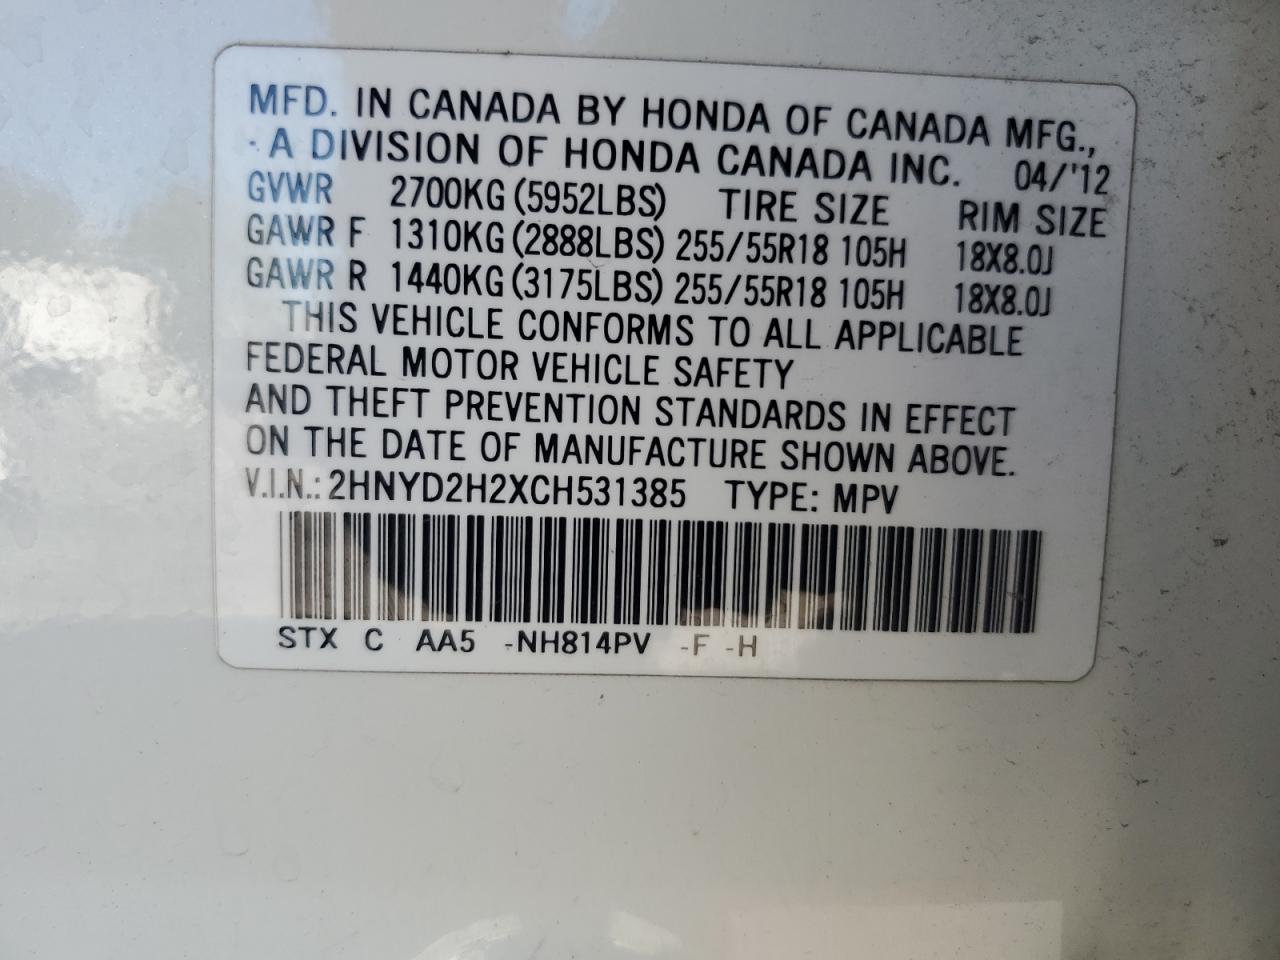 MFD. IN CANADA BY HONDA OF CANADA MFG.,
A DIVISION OF HONDA CANADA INC. 04/'12
GVWR 2700KG (5952LBS) TIRE SIZE RIM SIZE
GAWR F 1310KG (2888LBS) 255/55R18 105H 18X8.0J
GAWR R 1440KG (3175LBS) 255/55R18 105H 18X8.0J
THIS VEHICLE CONFORMS TO ALL APPLICABLE
FEDERAL MOTOR VEHICLE SAFETY
AND THEFT PREVENTION STANDARDS IN EFFECT
ON THE DATE OF MANUFACTURE SHOWN ABOVE.
V.I.N.: 2HNYD2H2XCH531385 TYPE: MPV
STX C AA5 -NH814PV -F -H